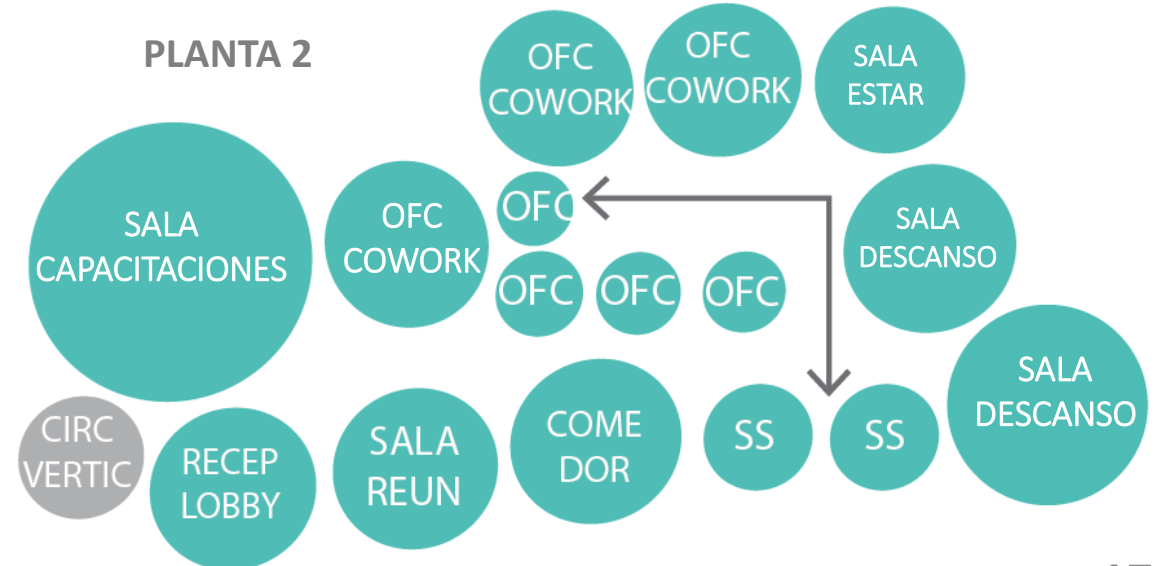 PLANTA 2
OFC
COWORK
OFC
COWORK
SALA
ESTAR
SALA
CAPACITACIONES
OFC
COWORK
OFC
SALA
DESCANSO
OFC
OFC
OFC
SALA
DESCANSO
CIRC
VERTIC
RECEP
LOBBY
SALA
REUN
COME
DOR
SS
SS